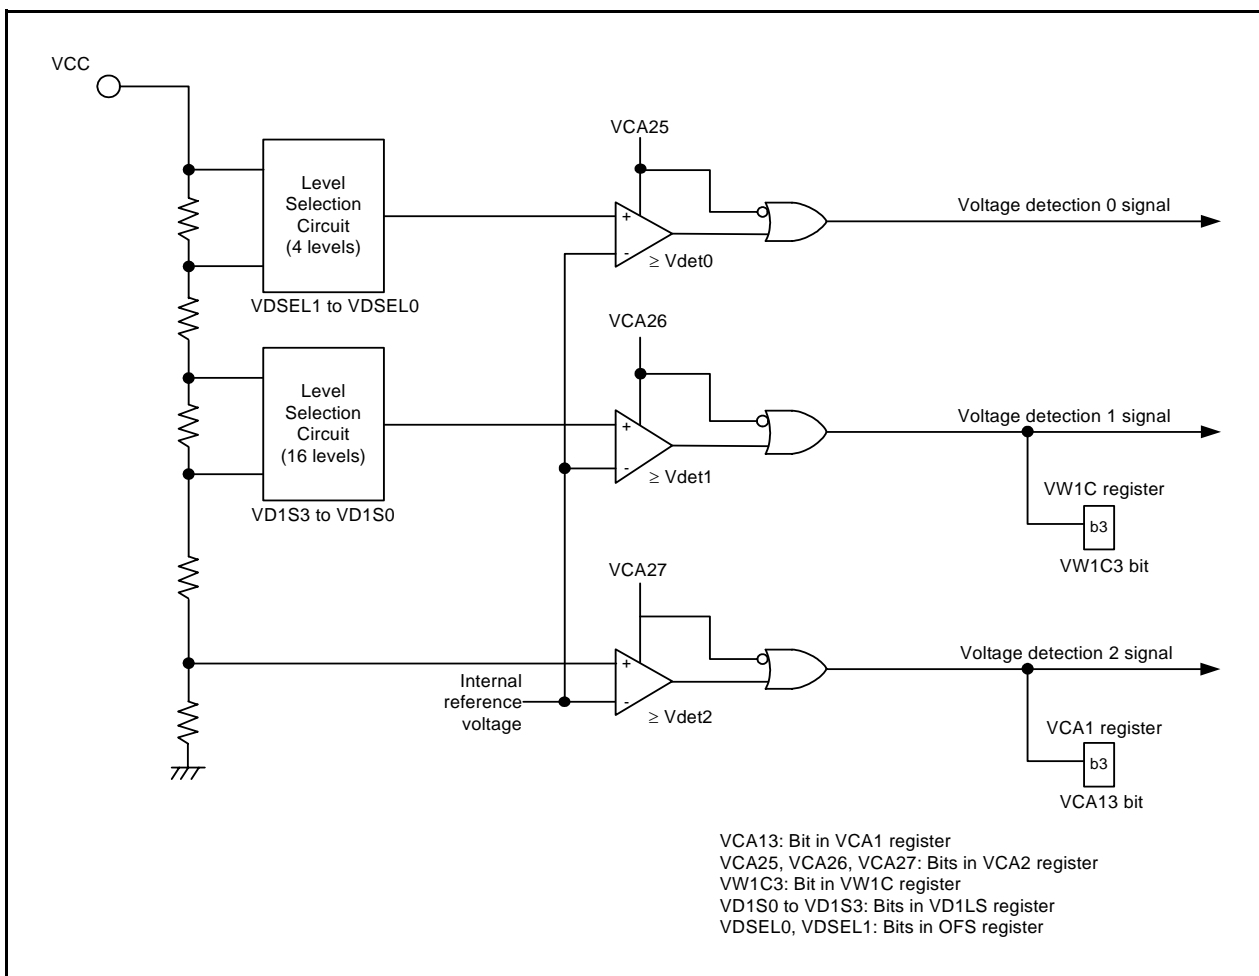 VCC
VCA25
Level
Selection
Circuit
(4 levels)
VDSEL1 to VDSEL0
+
-
≥ Vdet0
Voltage detection 0 signal
VCA26
Level
Selection
Circuit
(16 levels)
VD1S3 to VD1S0
+
-
≥ Vdet1
Voltage detection 1 signal
VW1C register
b3
VW1C3 bit
VCA27
+
-
≥ Vdet2
Internal
reference
voltage
Voltage detection 2 signal
VCA1 register
b3
VCA13 bit
VCA13: Bit in VCA1 register
VCA25, VCA26, VCA27: Bits in VCA2 register
VW1C3: Bit in VW1C register
VD1S0 to VD1S3: Bits in VD1LS register
VDSEL0, VDSEL1: Bits in OFS register